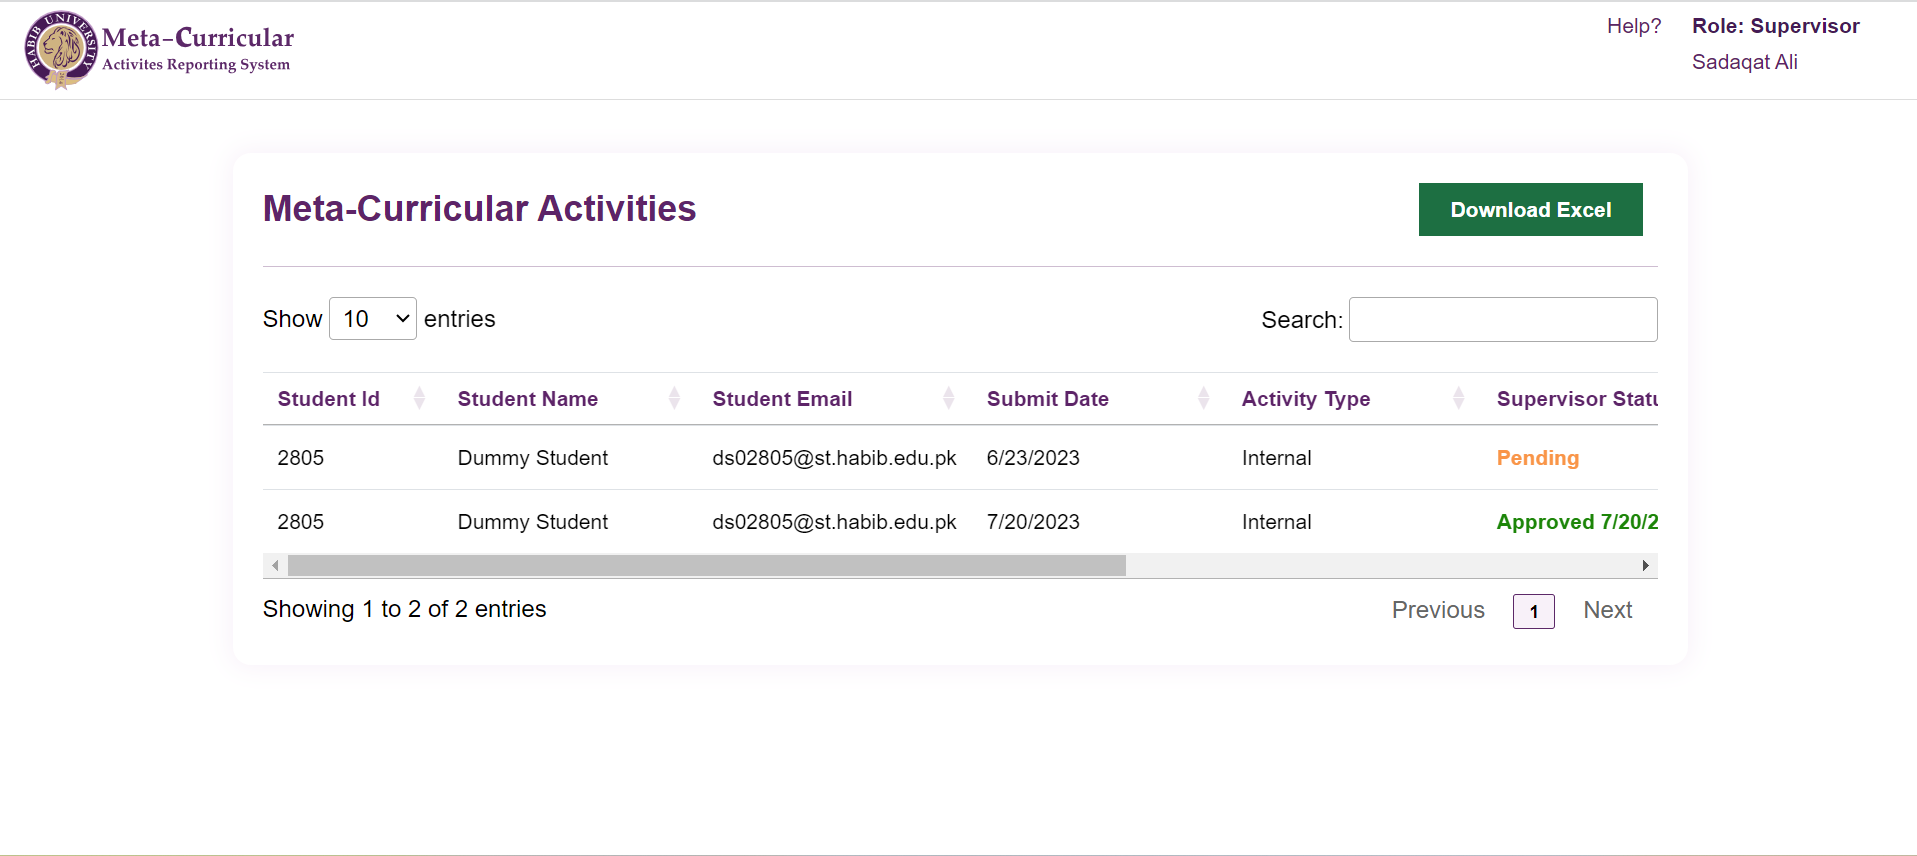 HABIB UNIVERSITY
Meta-Curricular
Activites Reporting System
Help?
Role: Supervisor
Sadaqat Ali
Meta-Curricular Activities
Download Excel
Show 10 entries
Search:
Student Id Student Name Student Email Submit Date Activity Type Supervisor Statu
2805 Dummy Student ds02805@st.habib.edu.pk 6/23/2023 Internal Pending
2805 Dummy Student ds02805@st.habib.edu.pk 7/20/2023 Internal Approved 7/20/2
Showing 1 to 2 of 2 entries
Previous 1 Next